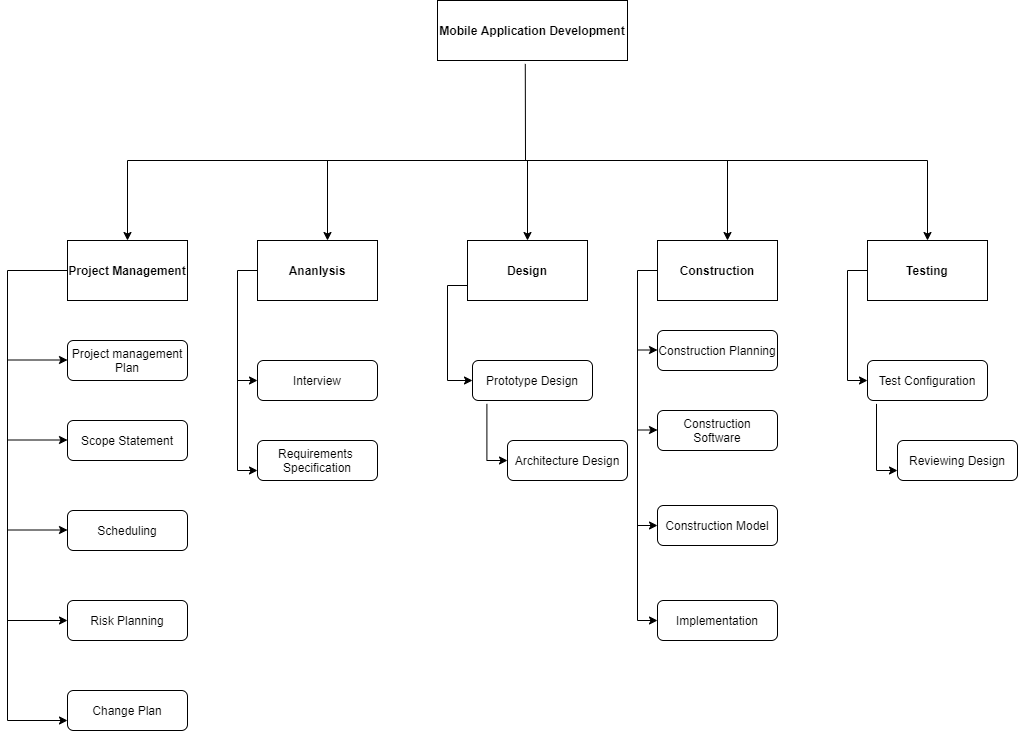 Mobile Application Development
Project Management
Ananlysis
Design
Construction
Testing
Project management
Plan
Scope Statement
Scheduling
Risk Planning
Change Plan
Interview
Requirements
Specification
Prototype Design
Architecture Design
Construction Planning
Construction
Software
Construction Model
Implementation
Test Configuration
Reviewing Design